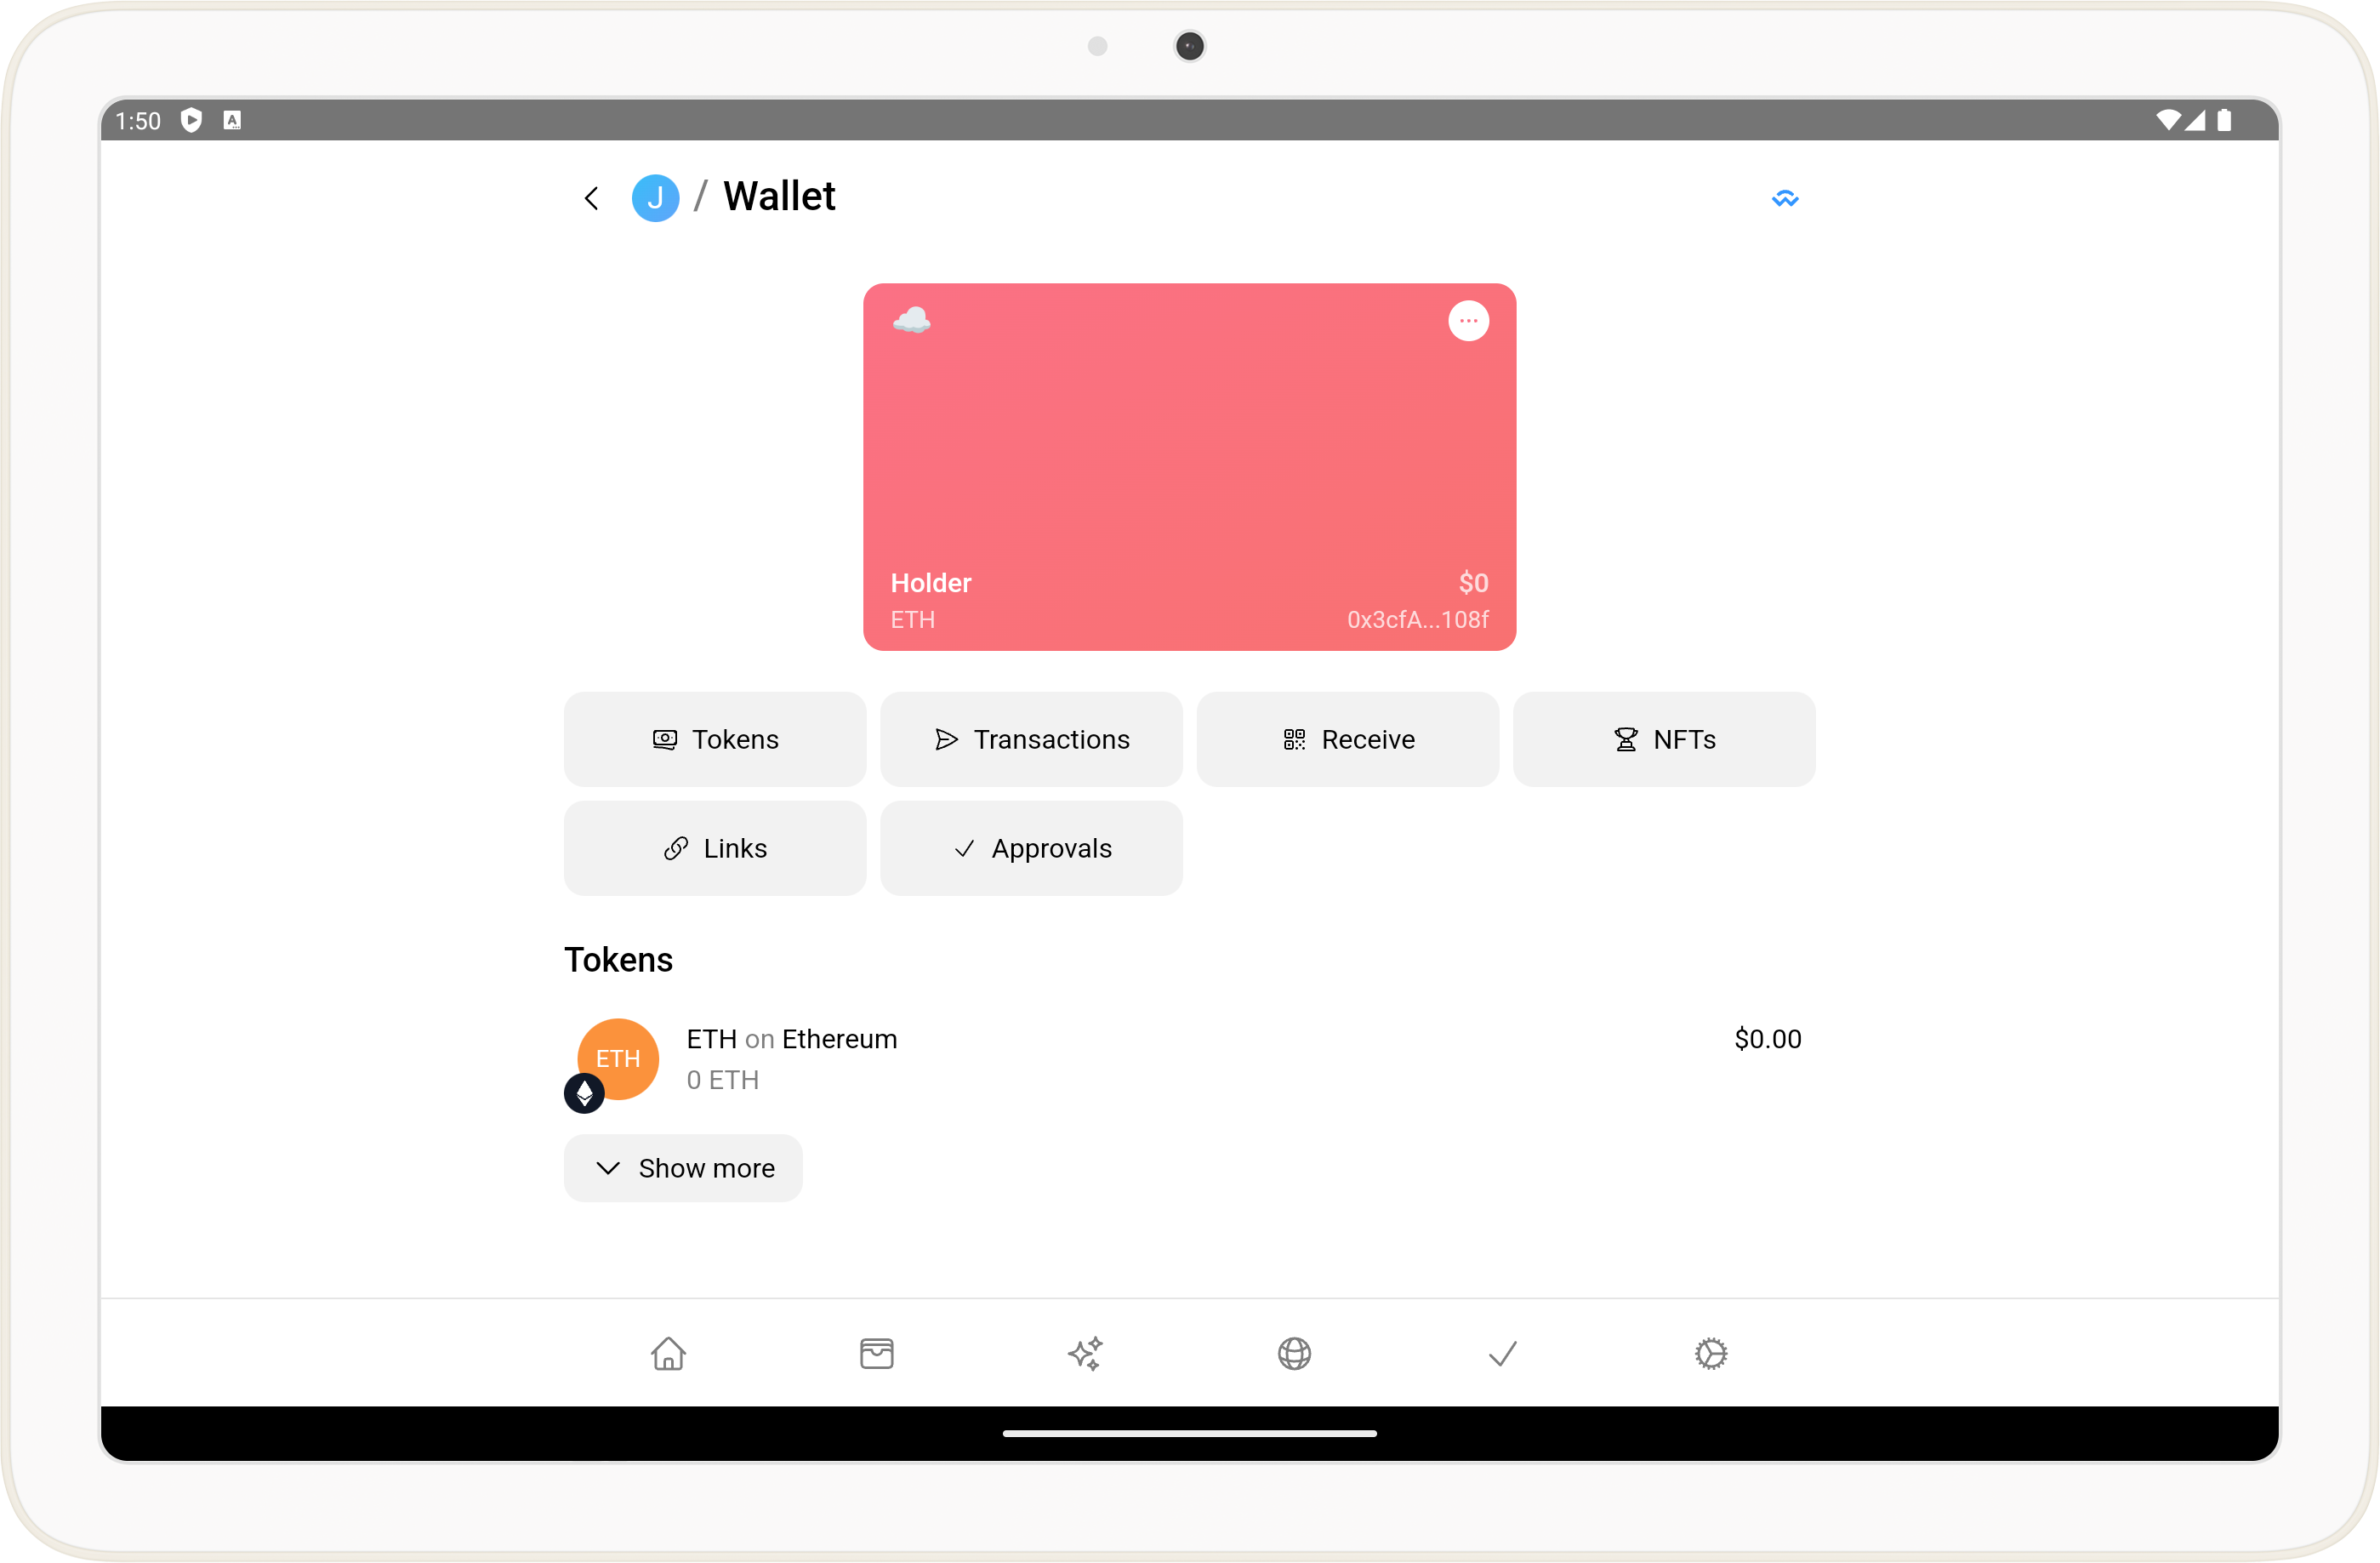 1:50
J / Wallet
Holder $0
ETH 0x3cfA...108f
Tokens Transactions Receive NFTs
Links Approvals
Tokens
ETH ETH on Ethereum $0.00
0 ETH
Show more